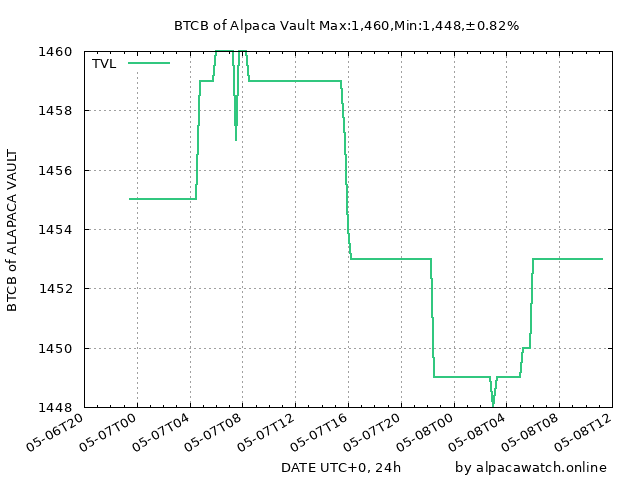 BTCB of Alpaca Vault Max:1,460,Min:1,448,±0.82%
TVL
BTCB of ALAPACA VAULT
1460
1458
1456
1454
1452
1450
1448
05-06T20
05-07T00
05-07T04
05-07T08
05-07T12
05-07T16
05-07T20
05-08T00
05-08T04
05-08T08
05-08T12
DATE UTC+0, 24h
by alpacawatch.online